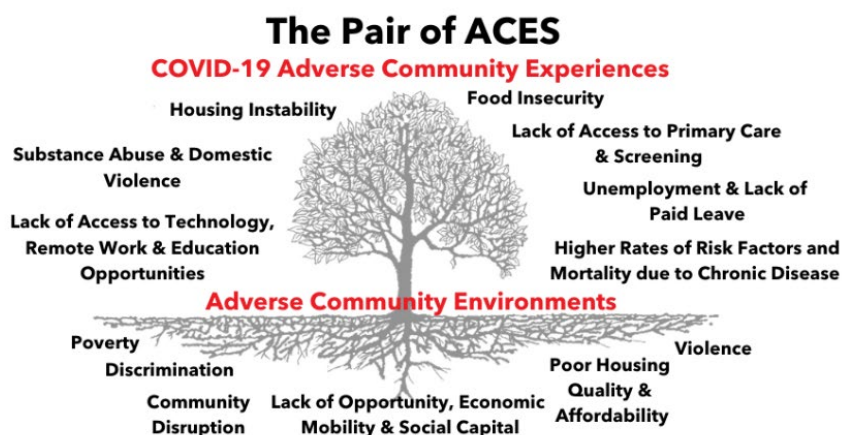 The Pair of ACES
COVID-19 Adverse Community Experiences
Housing Instability
Food Insecurity
Substance Abuse & Domestic
Violence
Lack of Access to Primary Care
& Screening
Unemployment & Lack of
Paid Leave
Lack of Access to Technology,
Remote Work & Education
Opportunities
Higher Rates of Risk Factors and
Mortality due to Chronic Disease
Adverse Community Environments
Poverty
Discrimination
Community
Disruption
Lack of Opportunity, Economic
Mobility & Social Capital
Poor Housing
Quality &
Affordability
Violence